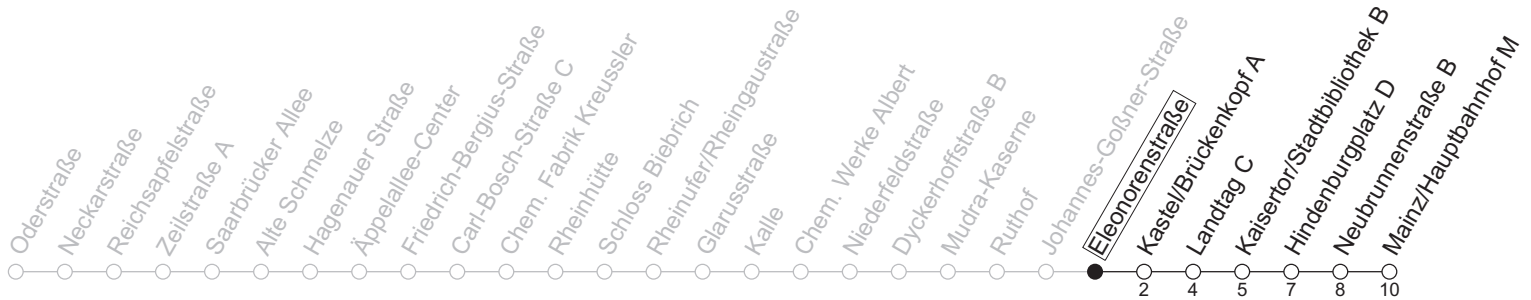 Oderstraße
Neckarstraße
Reichsapfelstraße
Zeilstraße A
Saarbrücker Allee
Alte Schmelze
Hagenauer Straße
Äppelallee-Center
Friedrich-Bergius-Straße
Carl-Bosch-Straße C
Chem. Fabrik Kreussler
Rheinhütte
Schloss Biebrich
Rheinufer/Rheingaustraße
Glarusstraße
Kalle
Chem. Werke Albert
Niederfeldstraße
Dyckerhoffstraße B
Mudra-Kaserne
Ruthof
Johannes-Goßner-Straße
Eleonorenstraße
Kastel/Brückenkopf A
Landtag C
Kaisertor/Stadtbibliothek B
Hindenburgplatz D
Neubrunnenstraße B
Mainz/Hauptbahnhof M
2 4 5 7 8 10